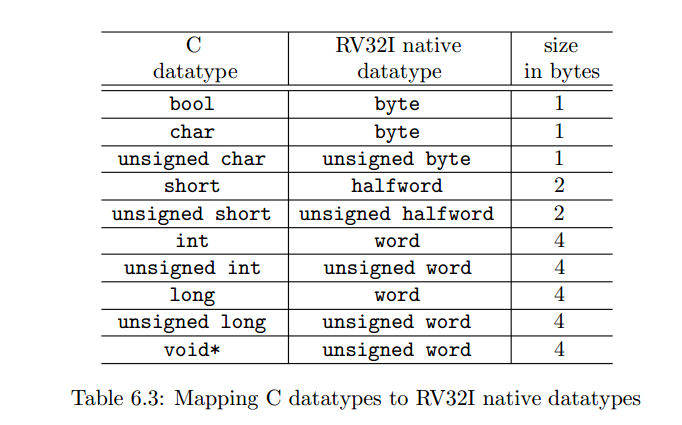 C RV32I native size
datatype datatype in bytes
bool byte 1
char byte 1
unsigned char unsigned byte 1
short halfword 2
unsigned short unsigned halfword 2
int word 4
unsigned int unsigned word 4
long word 4
unsigned long unsigned word 4
void* unsigned word 4
Table 6.3: Mapping C datatypes to RV32I native datatypes